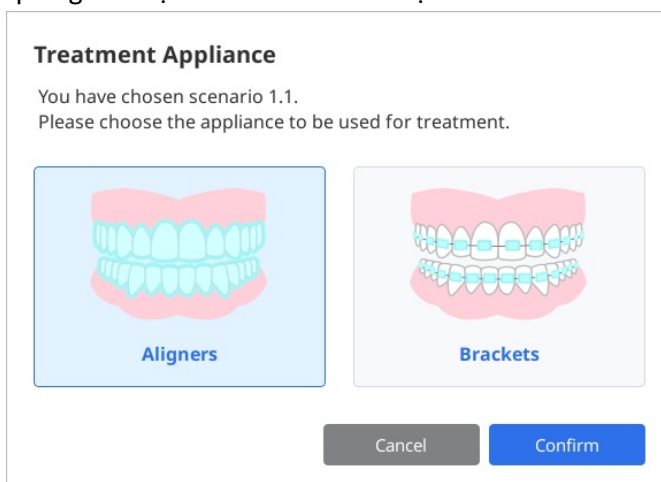 Treatment Appliance
You have chosen scenario 1.1.
Please choose the appliance to be used for treatment.
Aligners
Brackets
Cancel
Confirm